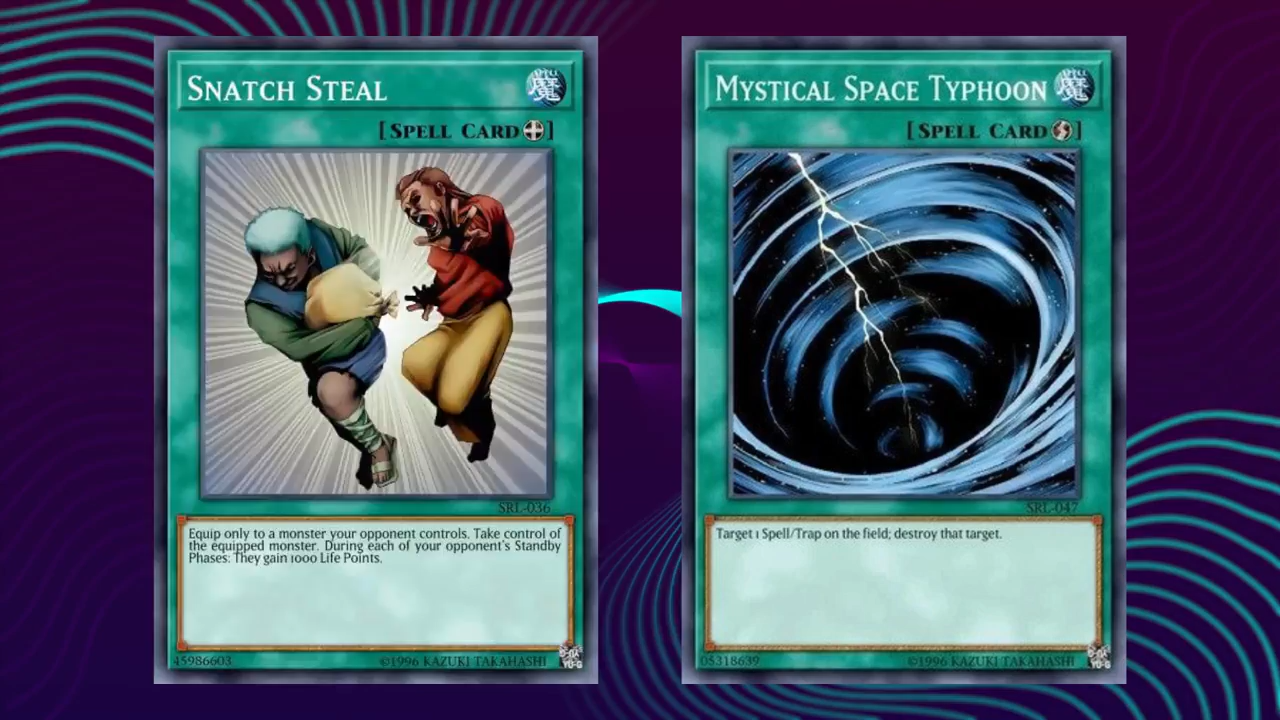 SNATCH STEAL
魔
[SPELL CARD]
SRL-036
Equip only to a monster your opponent controls. Take control of
the equipped monster. During each of your opponent's Standby
Phases: They gain 1000 Life Points.
45986603
©1996 KAZUKI TAKAHASHI
MYSTICAL SPACE TYPHOON
魔
[SPELL CARD]
SRL-047
Target 1 Spell/Trap on the field; destroy that target.
05318639
©1996 KAZUKI TAKAHASHI